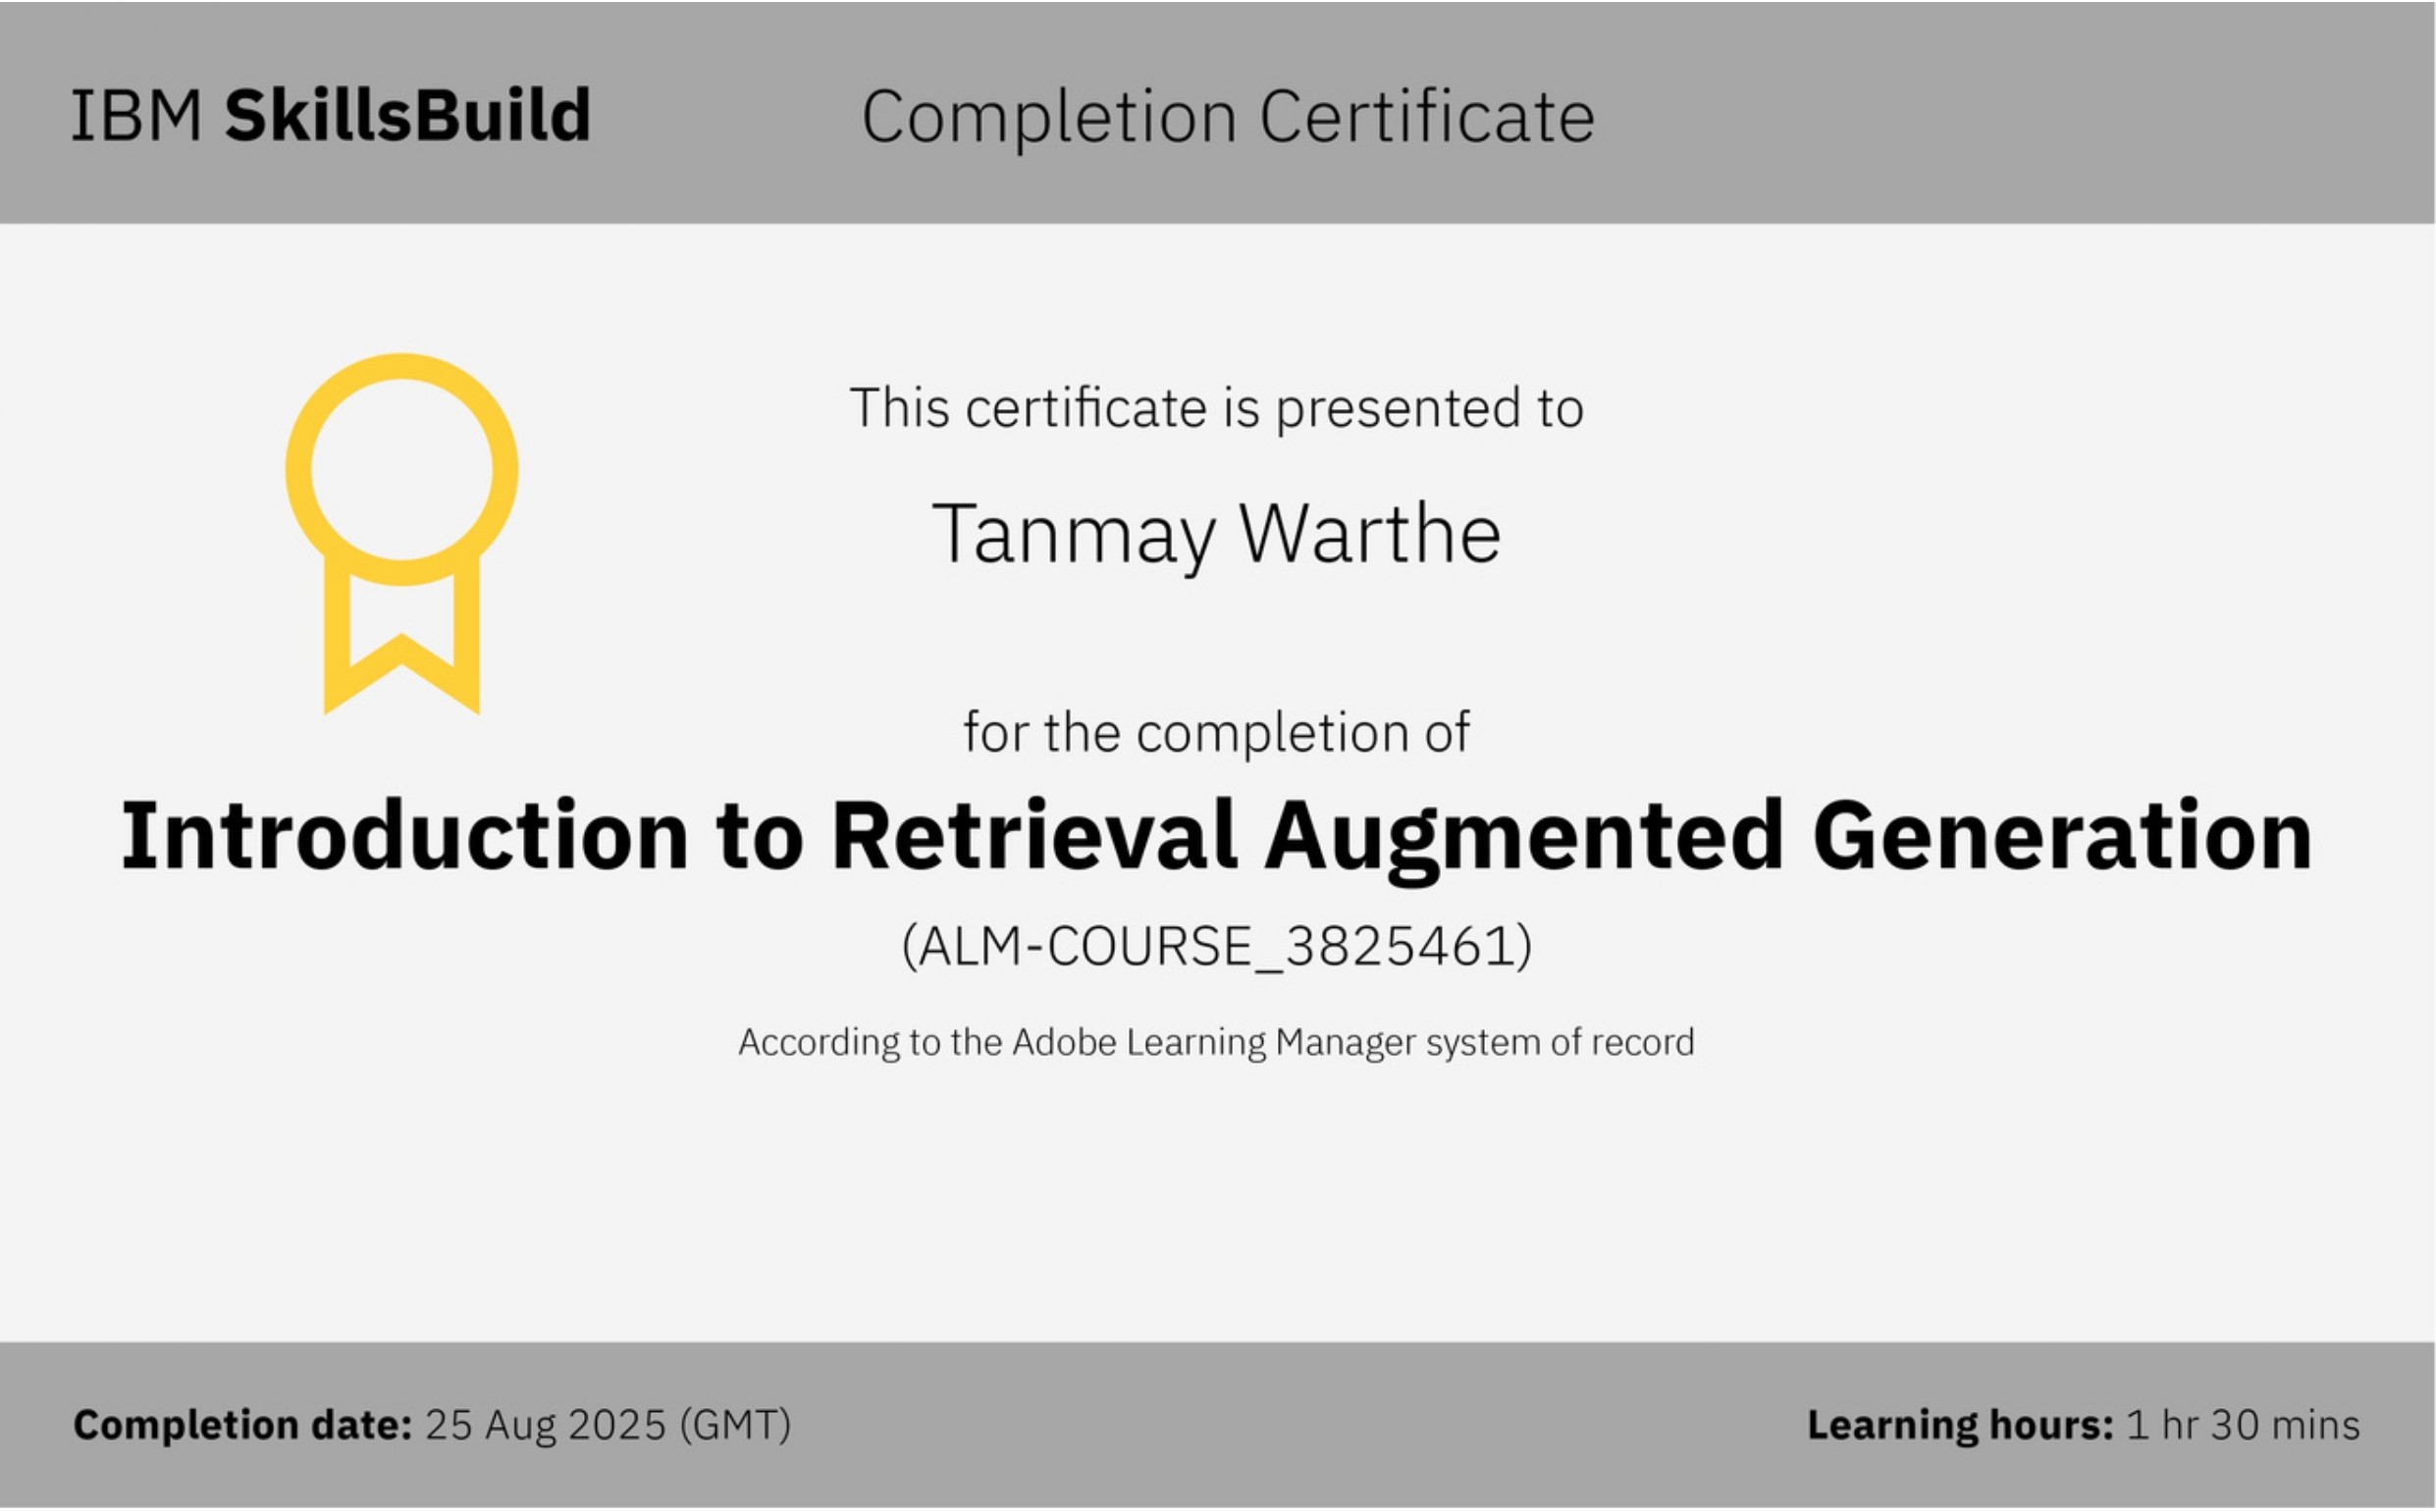 IBM SkillsBuild
Completion Certificate
This certificate is presented to
Tanmay Warthe
for the completion of
Introduction to Retrieval Augmented Generation
(ALM-COURSE_3825461)
According to the Adobe Learning Manager system of record
Completion date: 25 Aug 2025 (GMT)
Learning hours: 1 hr 30 mins